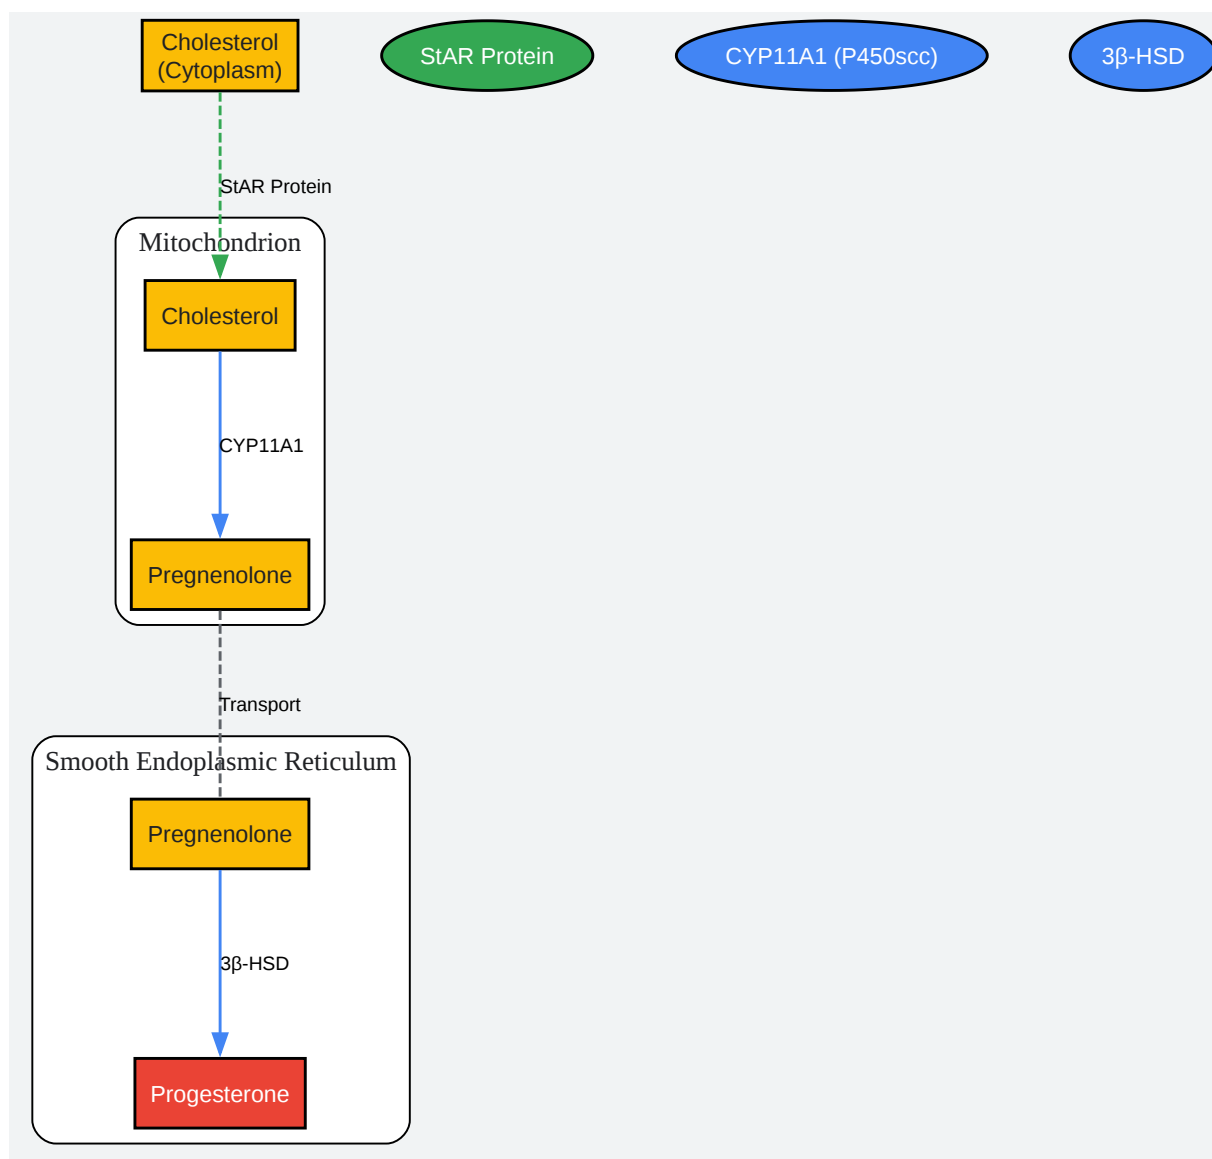 Cholesterol
(Cytoplasm)
StAR Protein
CYP11A1 (P450scc)
3β-HSD
StAR Protein
Mitochondrion
Cholesterol
CYP11A1
Pregnenolone
Transport
Smooth Endoplasmic Reticulum
Pregnenolone
3β-HSD
Progesterone